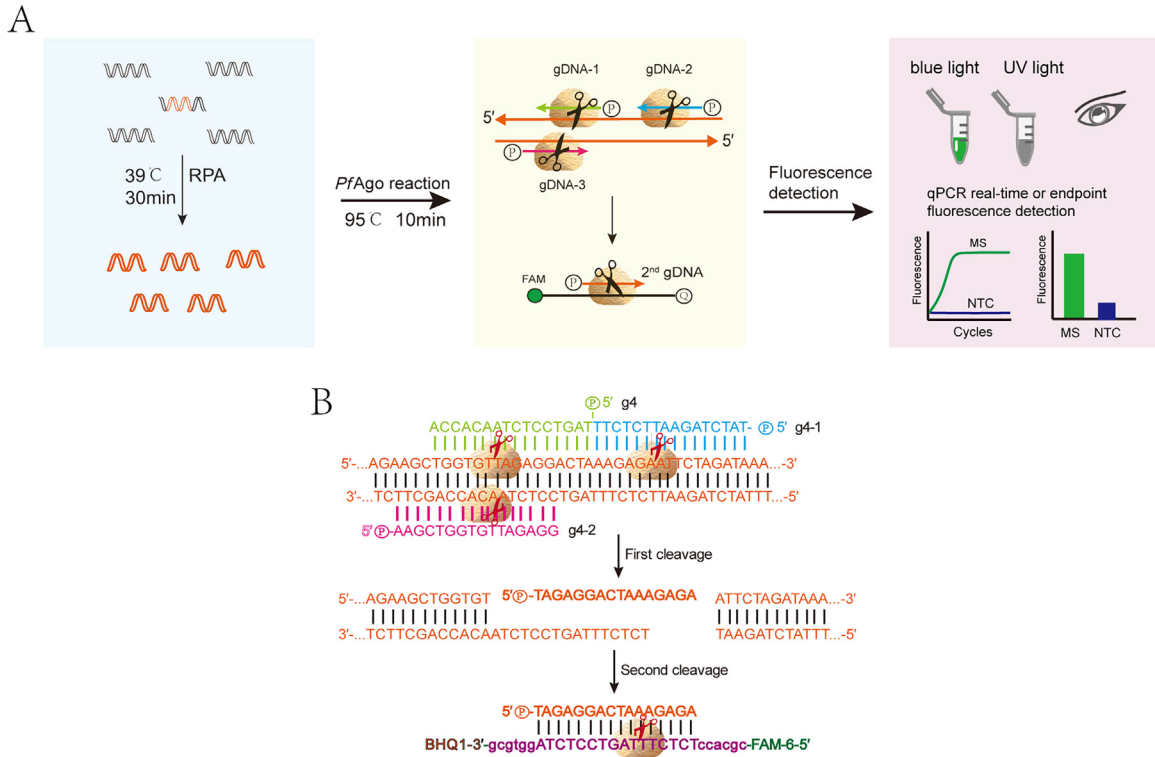 A
39℃ RPA
30min
PfAgo reaction
95℃ 10min
gDNA-1 gDNA-2
P P
5′
5′
P
gDNA-3
P 2nd gDNA
FAM Q
Fluorescence
detection
blue light UV light
qPCR real-time or endpoint
fluorescence detection
Fluorescence MS NTC Cycles
Fluorescence MS NTC
B
P 5′ g4
ACCACAATCTCCTGATTTCTCTTAAGATCTAT- P 5′ g4-1
5′-...AGAAGCTGGTGTTAGAGGACTAAAGAGAATTCTAGATAAA...-3′
3′-...TCTTCGACCACAATCTCCTGATTTCTCTTAAGATCTATTT...-5′
5′P-AAGCTGGTGTTAGAGG g4-2
First cleavage
5′-...AGAAGCTGGTGT 5′P-TAGAGGACTAAAGAGA ATTCTAGATAAA...-3′
3′-...TCTTCGACCACAATCTCCTGATTTCTCT TAAGATCTATTT...-5′
Second cleavage
5′P-TAGAGGACTAAAGAGA
BHQ1-3′-gcgtggATCTCCTGATTTCTCTccacgc-FAM-6-5′